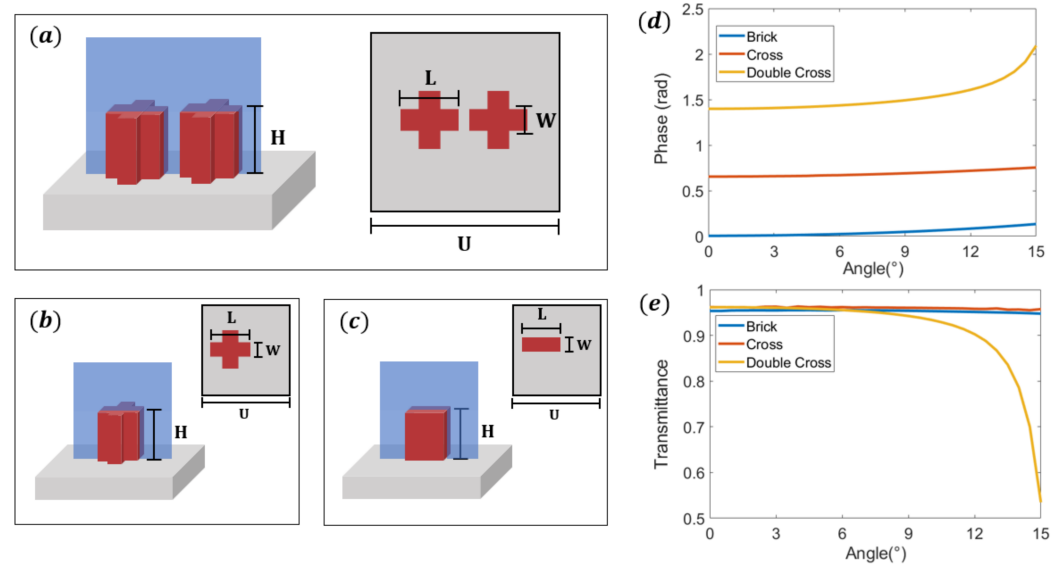 (a)
H
L
W
U
(b)
L
W
U
H
(c)
L
W
U
H
(d)
2.5
2
1.5
1
0.5
0
Phase (rad)
Brick
Cross
Double Cross
0 3 6 9 12 15
Angle(°)
(e)
1
0.9
0.8
0.7
0.6
0.5
Transmittance
Brick
Cross
Double Cross
0 3 6 9 12 15
Angle(°)